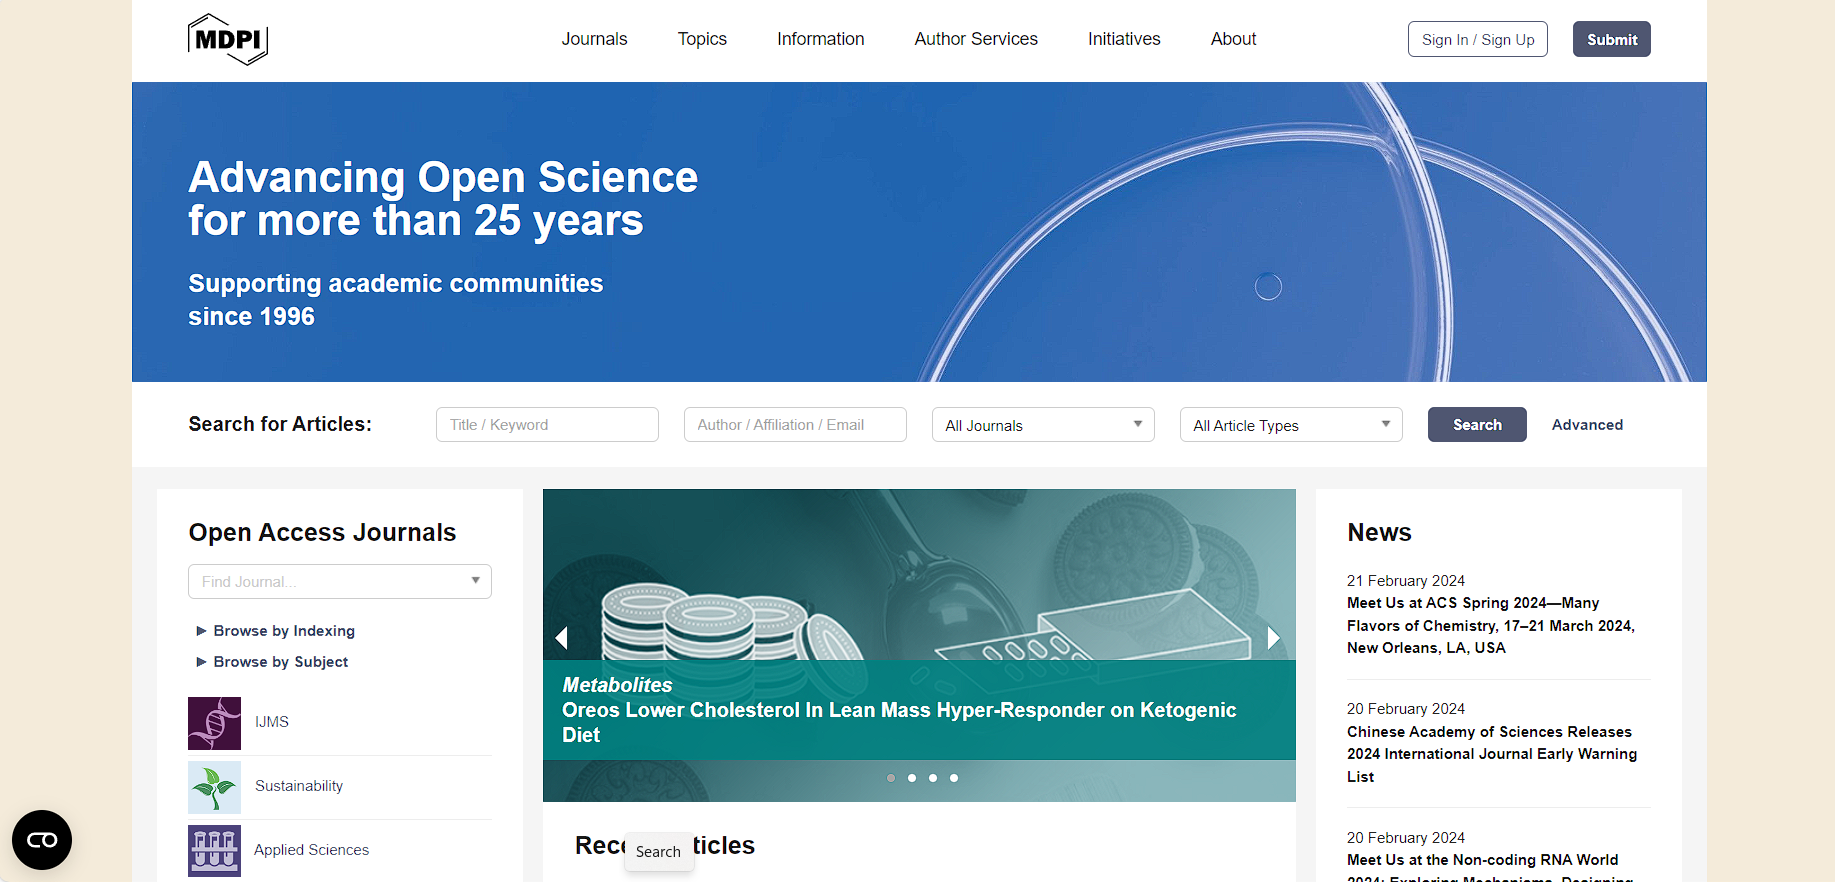 MDPI
Journals
Topics
Information
Author Services
Initiatives
About
Sign In / Sign Up
Submit
Advancing Open Science
for more than 25 years
Supporting academic communities
since 1996
Search for Articles:
Title / Keyword
Author / Affiliation / Email
All Journals
All Article Types
Search
Advanced
Open Access Journals
Find Journal...
Browse by Indexing
Browse by Subject
IJMS
Sustainability
Applied Sciences
Metabolites
Oreos Lower Cholesterol In Lean Mass Hyper-Responder on Ketogenic
Diet
Search
News
21 February 2024
Meet Us at ACS Spring 2024—Many
Flavors of Chemistry, 17–21 March 2024,
New Orleans, LA, USA
20 February 2024
Chinese Academy of Sciences Releases
2024 International Journal Early Warning
List
20 February 2024
Meet Us at the Non-coding RNA World
2024: Exploring Mechanisms, Designing